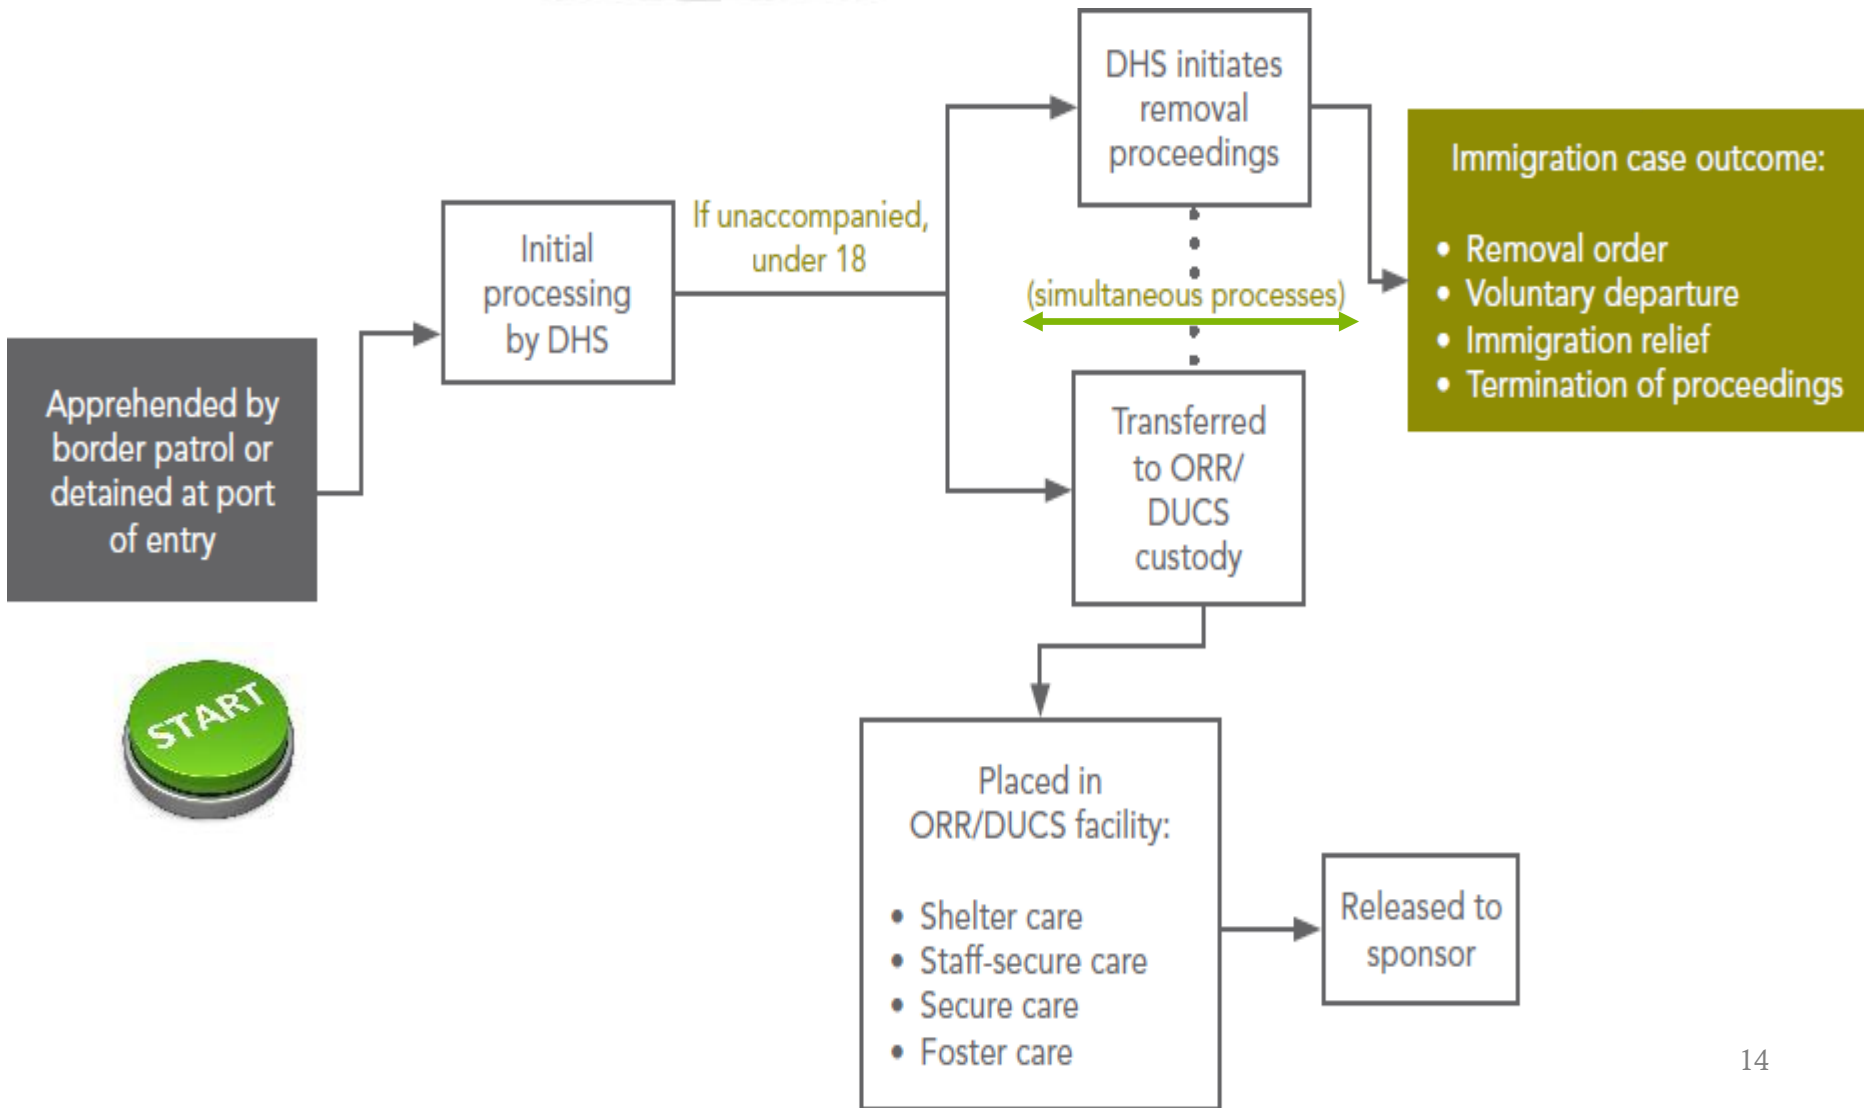 Apprehended by
border patrol or
detained at port
of entry
START
Initial
processing
by DHS
If unaccompanied,
under 18
DHS initiates
removal
proceedings
(simultaneous processes)
Transferred
to ORR/
DUCS
custody
Immigration case outcome:
• Removal order
• Voluntary departure
• Immigration relief
• Termination of proceedings
Placed in
ORR/DUCS facility:
• Shelter care
• Staff-secure care
• Secure care
• Foster care
Released to
sponsor
14